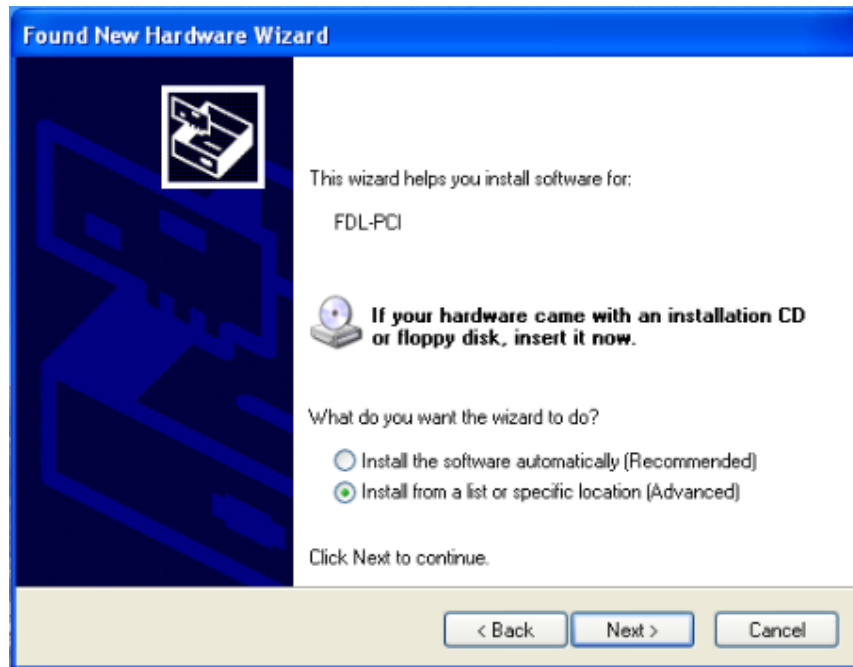 Found New Hardware Wizard
This wizard helps you install software for:
FDL-PCI
If your hardware came with an installation CD
or floppy disk, insert it now.
What do you want the wizard to do?
Install the software automatically (Recommended)
Install from a list or specific location (Advanced)
Click Next to continue.
< Back
Next >
Cancel